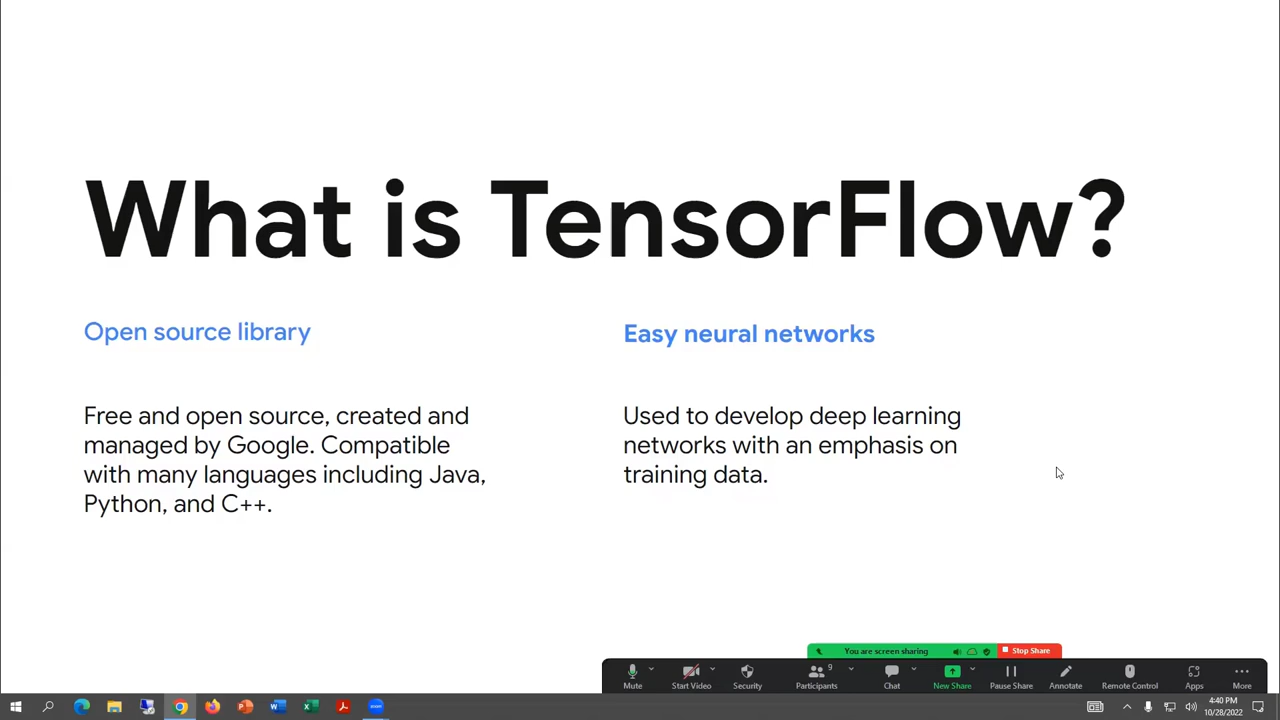 What is TensorFlow?
Open source library
Easy neural networks
Free and open source, created and
managed by Google. Compatible
with many languages including Java,
Python, and C++.
Used to develop deep learning
networks with an emphasis on
training data.
You are screen sharing
Stop Share
9
Mute
Start Video
Security
Participants
Chat
New Share
Pause Share
Annotate
Remote Control
Apps
More
4:40 PM
10/28/2022